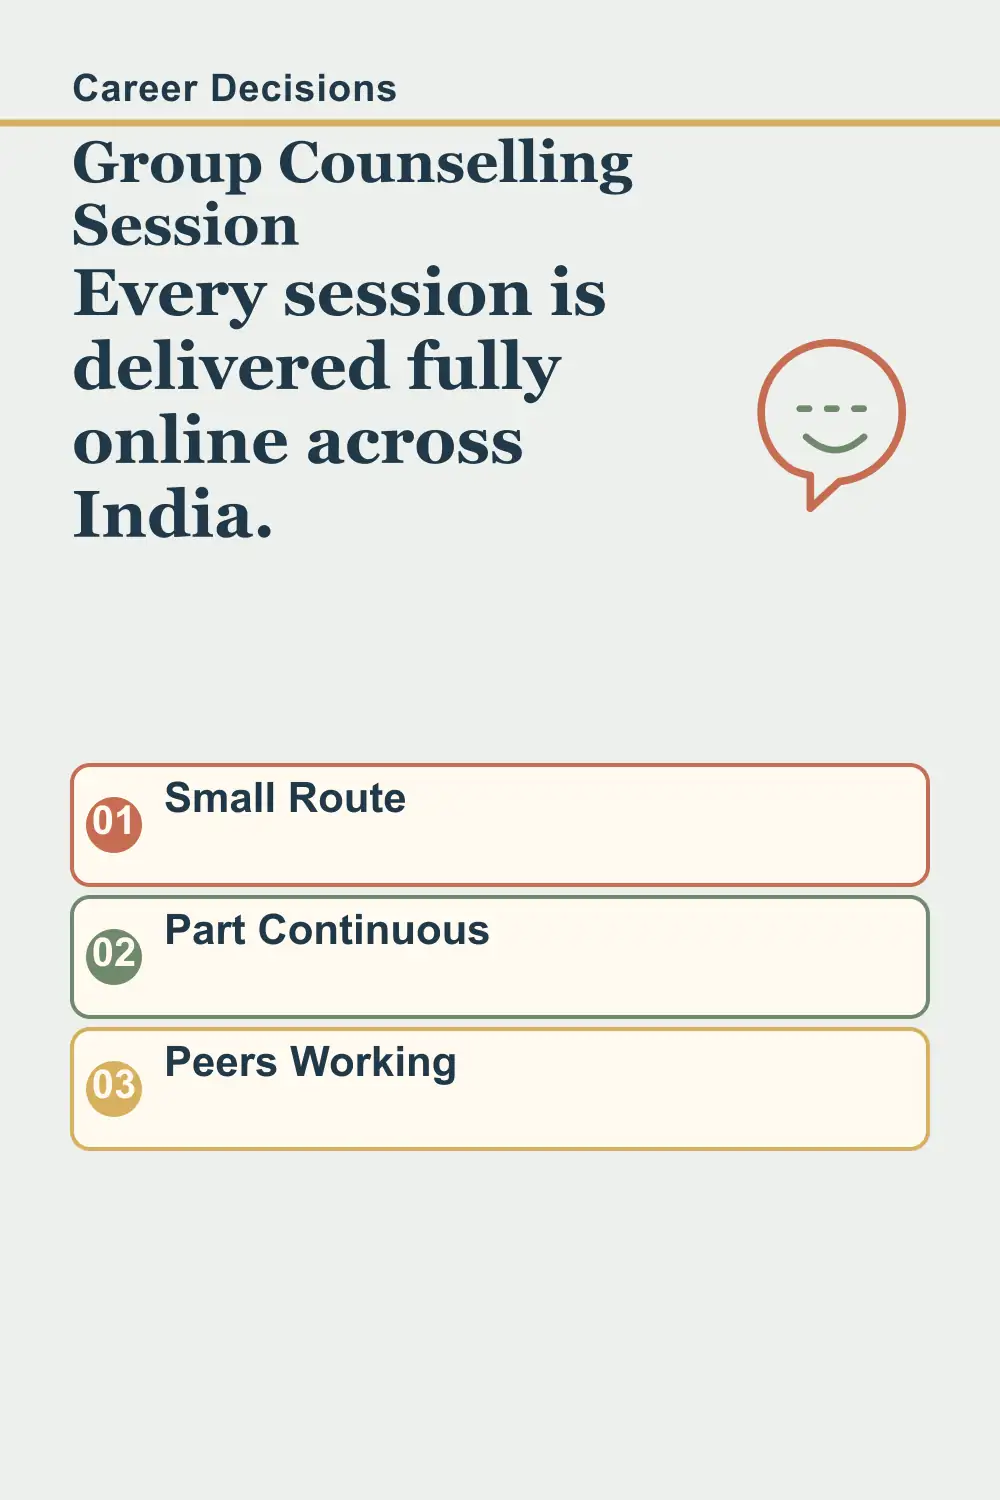 Career Decisions
Group Counselling
Session
Every session is
delivered fully
online across
India.
01
Small Route
02
Part Continuous
03
Peers Working